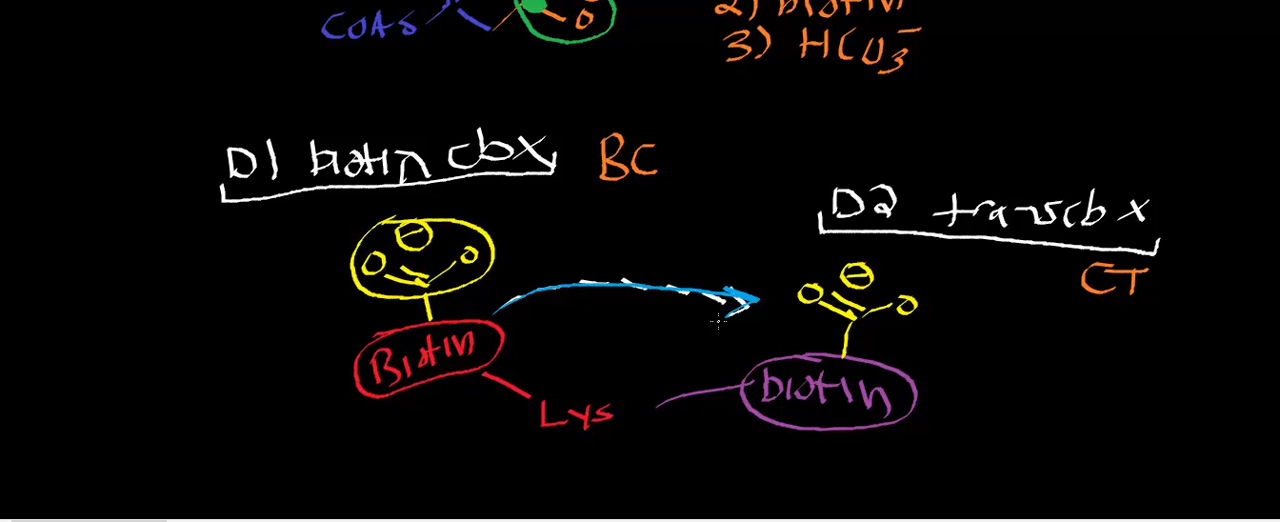 2) biotin
COAS O
3) HCO3-
D1 biotin cbx BC
D2 transcbx
CT
⊖
O O
⊖
O O
Biotin
biotin
Lys